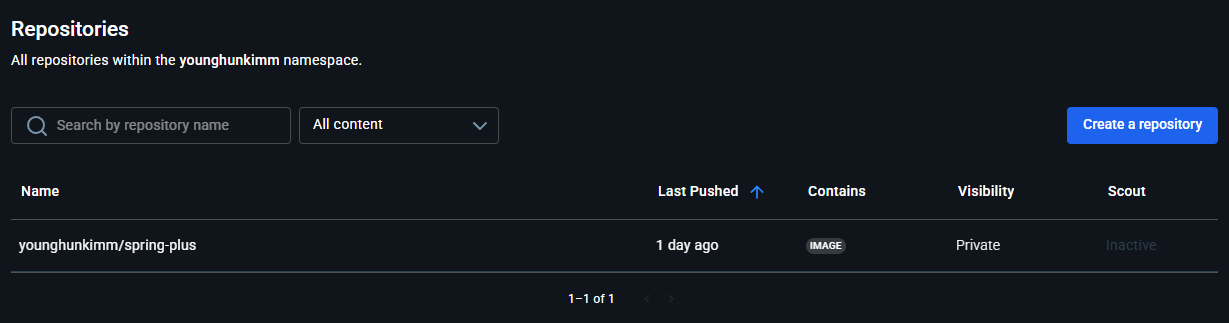 Repositories
All repositories within the younghunkimm namespace.
Search by repository name
All content
Create a repository
Name Last Pushed Contains Visibility Scout
younghunkimm/spring-plus 1 day ago IMAGE Private Inactive
1–1 of 1